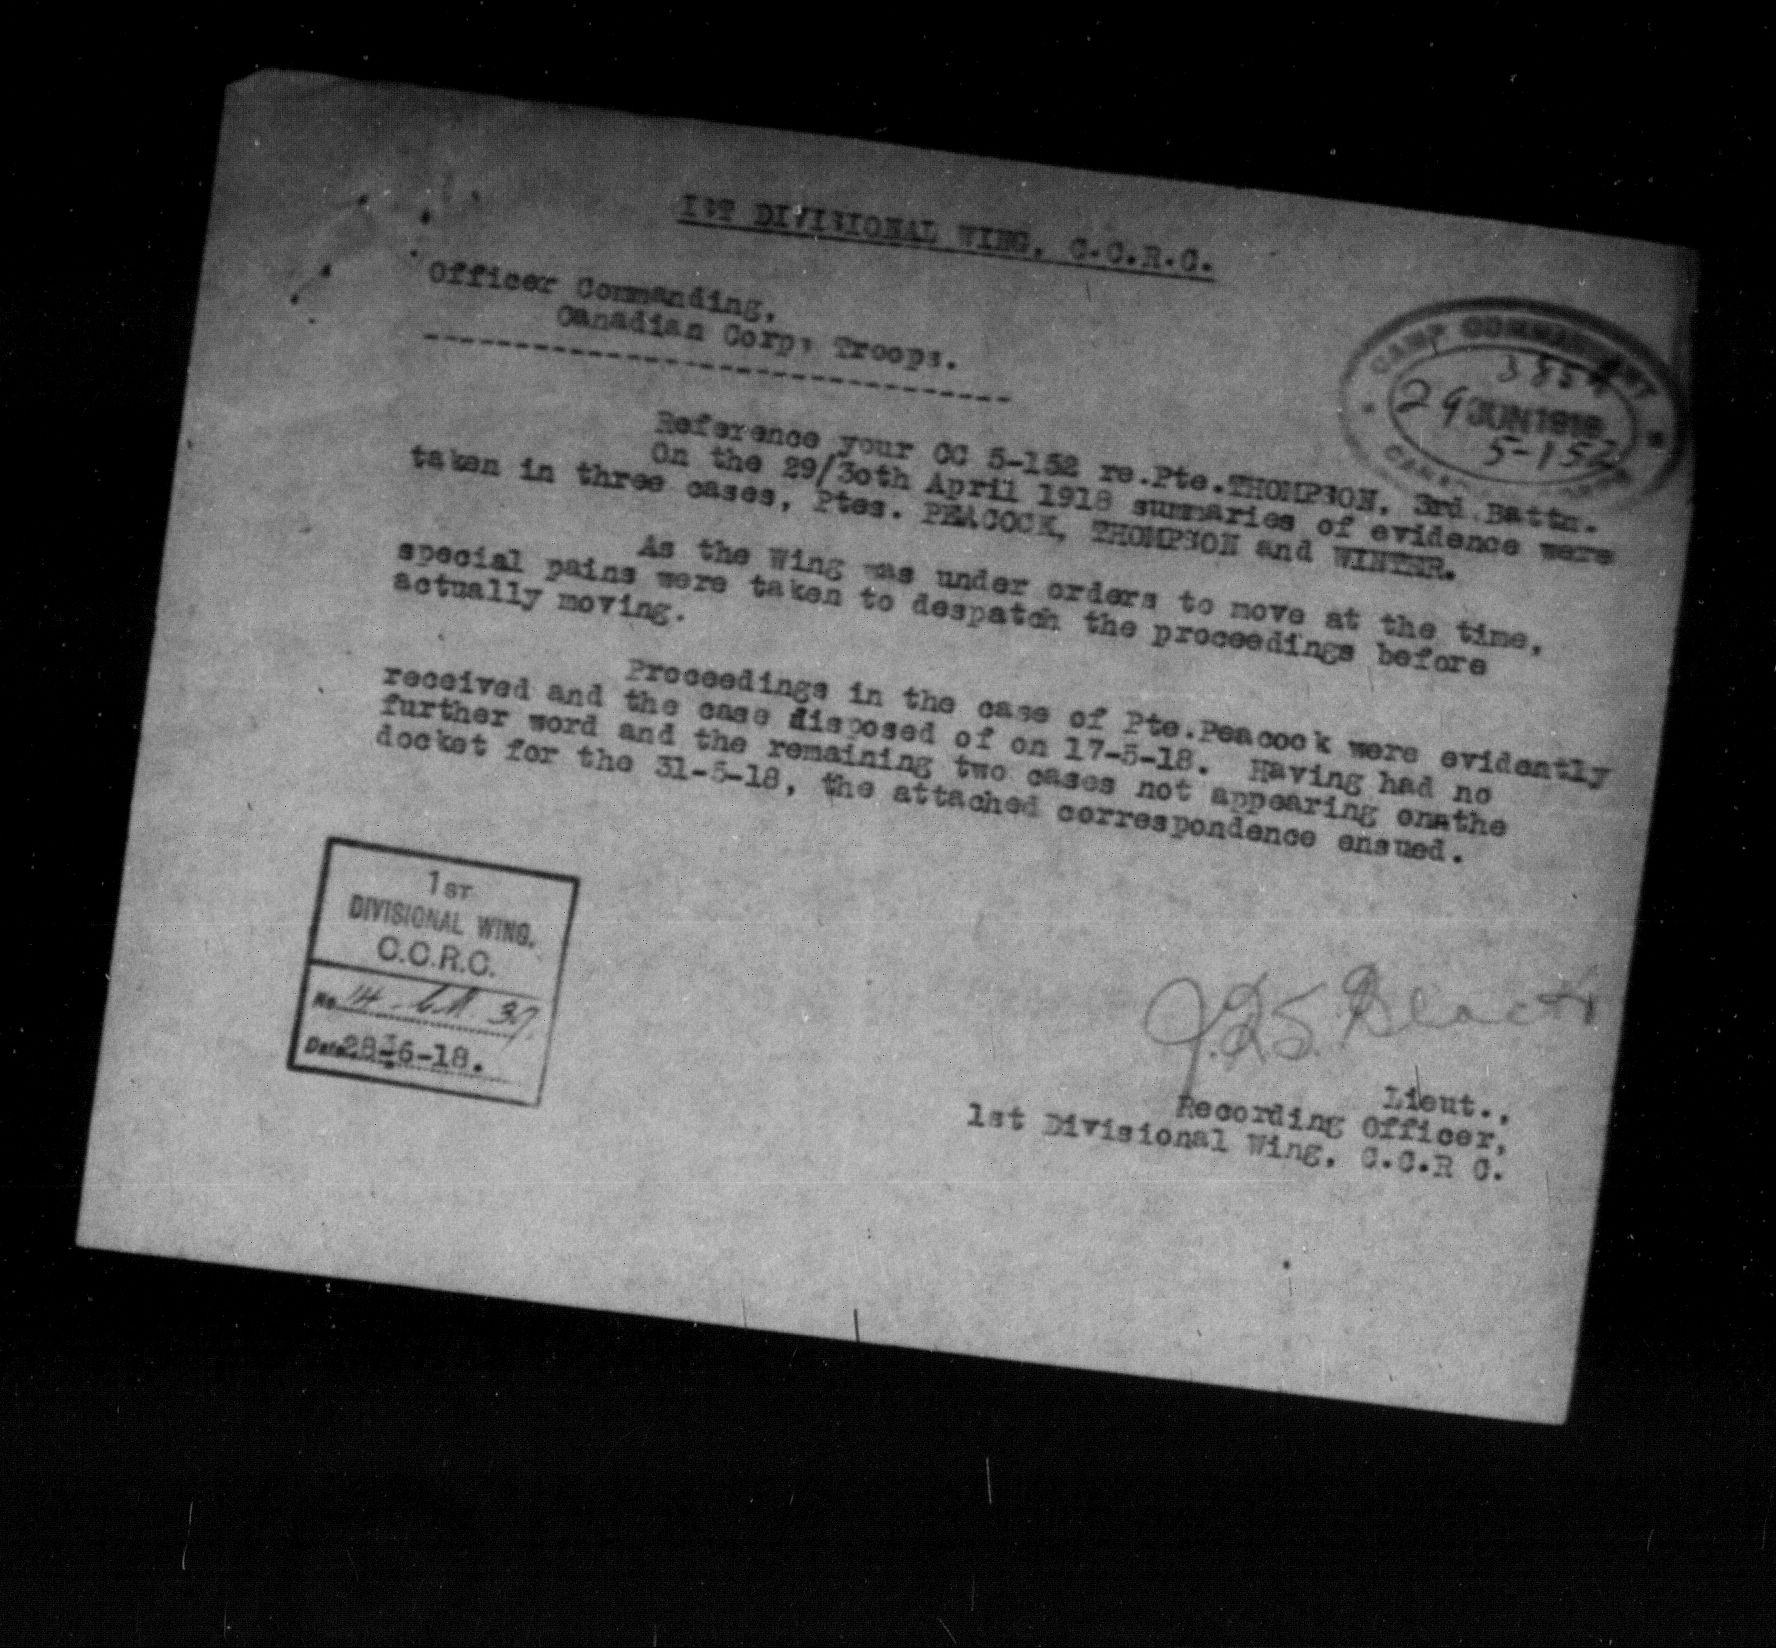 1ST DIVISIONAL WING, C.C.R.C.
Officer Commanding,
Canadian Corps Troops.
CAMP COMMANDANT
385
29 JUN 1918
5-152
Reference your CC 5-152 re.Pte.THOMPSON, 3rd.Battn.
On the 29/3oth April 1918 summaries of evidence were
taken in three cases, Ptes. PEACOCK, THOMPSON and WINTER.
As the Wing was under orders to move at the time,
special pains were taken to despatch the proceedings before
actually moving.
Proceedings in the case of Pte.Peacock were evidently
received and the case disposed of on 17-5-18. Having had no
further word and the remaining two cases not appearing on the
docket for the 31-5-18, the attached correspondence ensued.
1ST
DIVISIONAL WING.
C.C.R.C.
No 14
Date 28-6-18.
Lieut.,
Recording Officer,
1st Divisional Wing, C.C.R C.